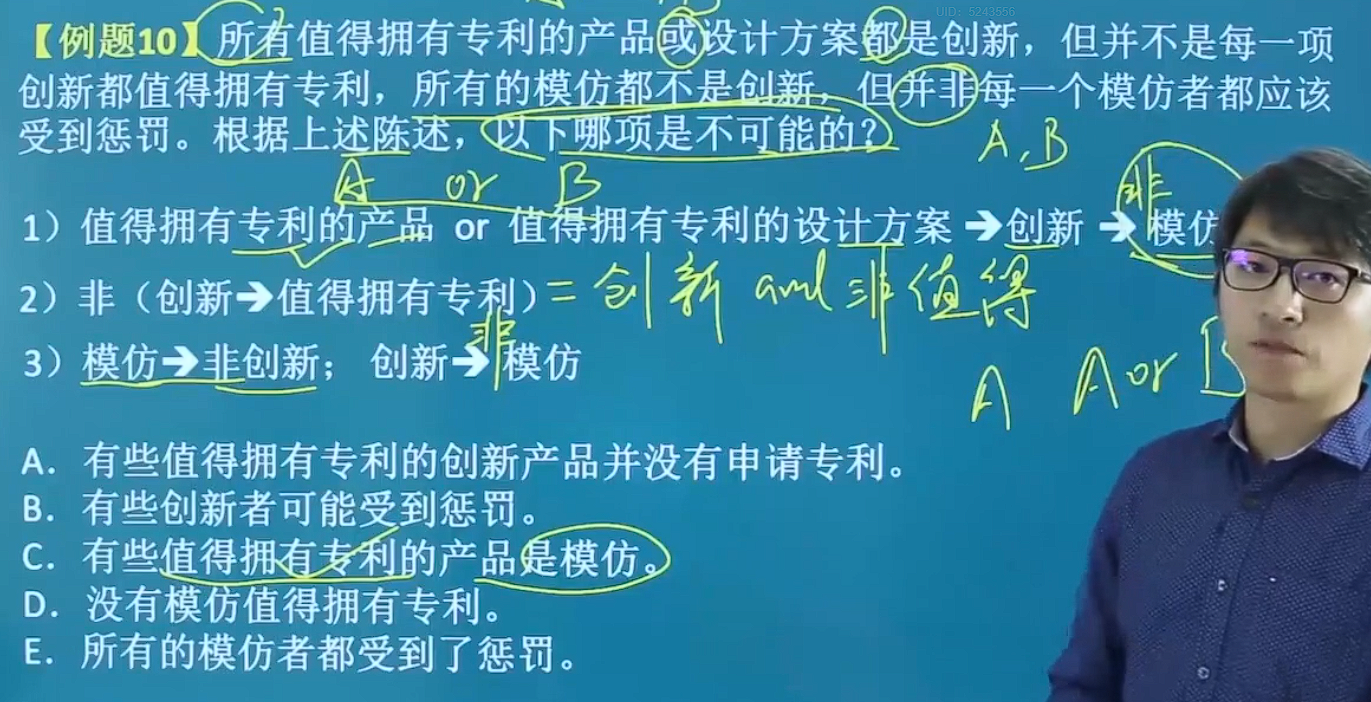 UID: 5243556
【例题10】所有值得拥有专利的产品或设计方案都是创新，但并不是每一项
创新都值得拥有专利，所有的模仿都不是创新，但并非每一个模仿者都应该
受到惩罚。根据上述陈述，以下哪项是不可能的？
A，B
A or B
非
1）值得拥有专利的产品 or 值得拥有专利的设计方案 ➔创新 ➔ 模仿
2）非（创新➔值得拥有专利）= 创新 and 非值得
非
3）模仿➔非创新； 创新➔ 模仿
A A or B
A．有些值得拥有专利的创新产品并没有申请专利。
B．有些创新者可能受到惩罚。
C．有些值得拥有专利的产品是模仿。
D．没有模仿值得拥有专利。
E．所有的模仿者都受到了惩罚。